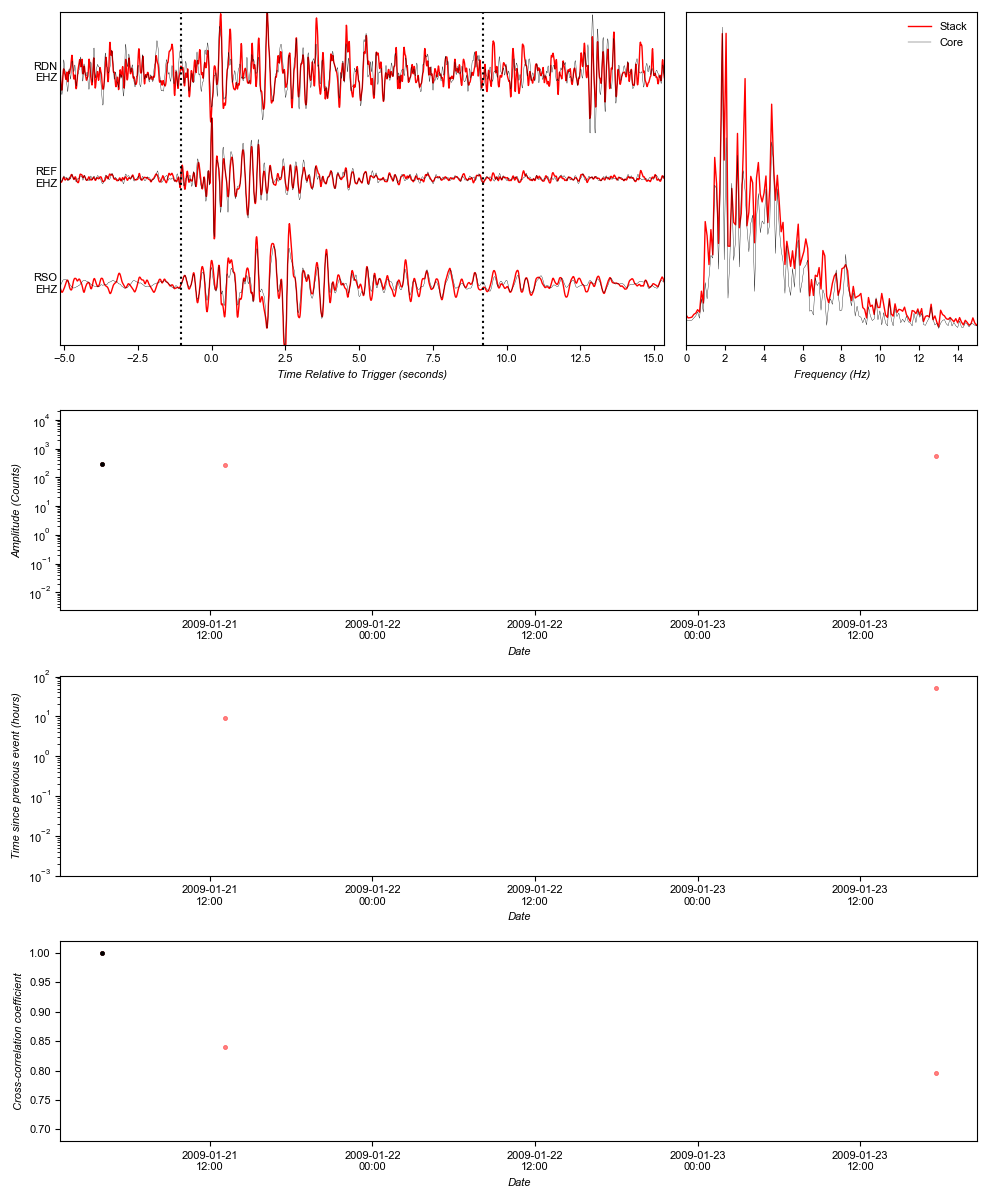 RDN
EHZ
REF
EHZ
RSO
EHZ
−5.0 −2.5 0.0 2.5 5.0 7.5 10.0 12.5 15.0
Time Relative to Trigger (seconds)
Stack
Core
0 2 4 6 8 10 12 14
Frequency (Hz)
Amplitude (Counts)
10⁴
10³
10²
10¹
10⁰
10⁻¹
10⁻²
2009-01-21 2009-01-22 2009-01-22 2009-01-23 2009-01-23
12:00 00:00 12:00 00:00 12:00
Date
Time since previous event (hours)
10²
10¹
10⁰
10⁻¹
10⁻²
10⁻³
2009-01-21 2009-01-22 2009-01-22 2009-01-23 2009-01-23
12:00 00:00 12:00 00:00 12:00
Date
Cross-correlation coefficient
1.00
0.95
0.90
0.85
0.80
0.75
0.70
2009-01-21 2009-01-22 2009-01-22 2009-01-23 2009-01-23
12:00 00:00 12:00 00:00 12:00
Date